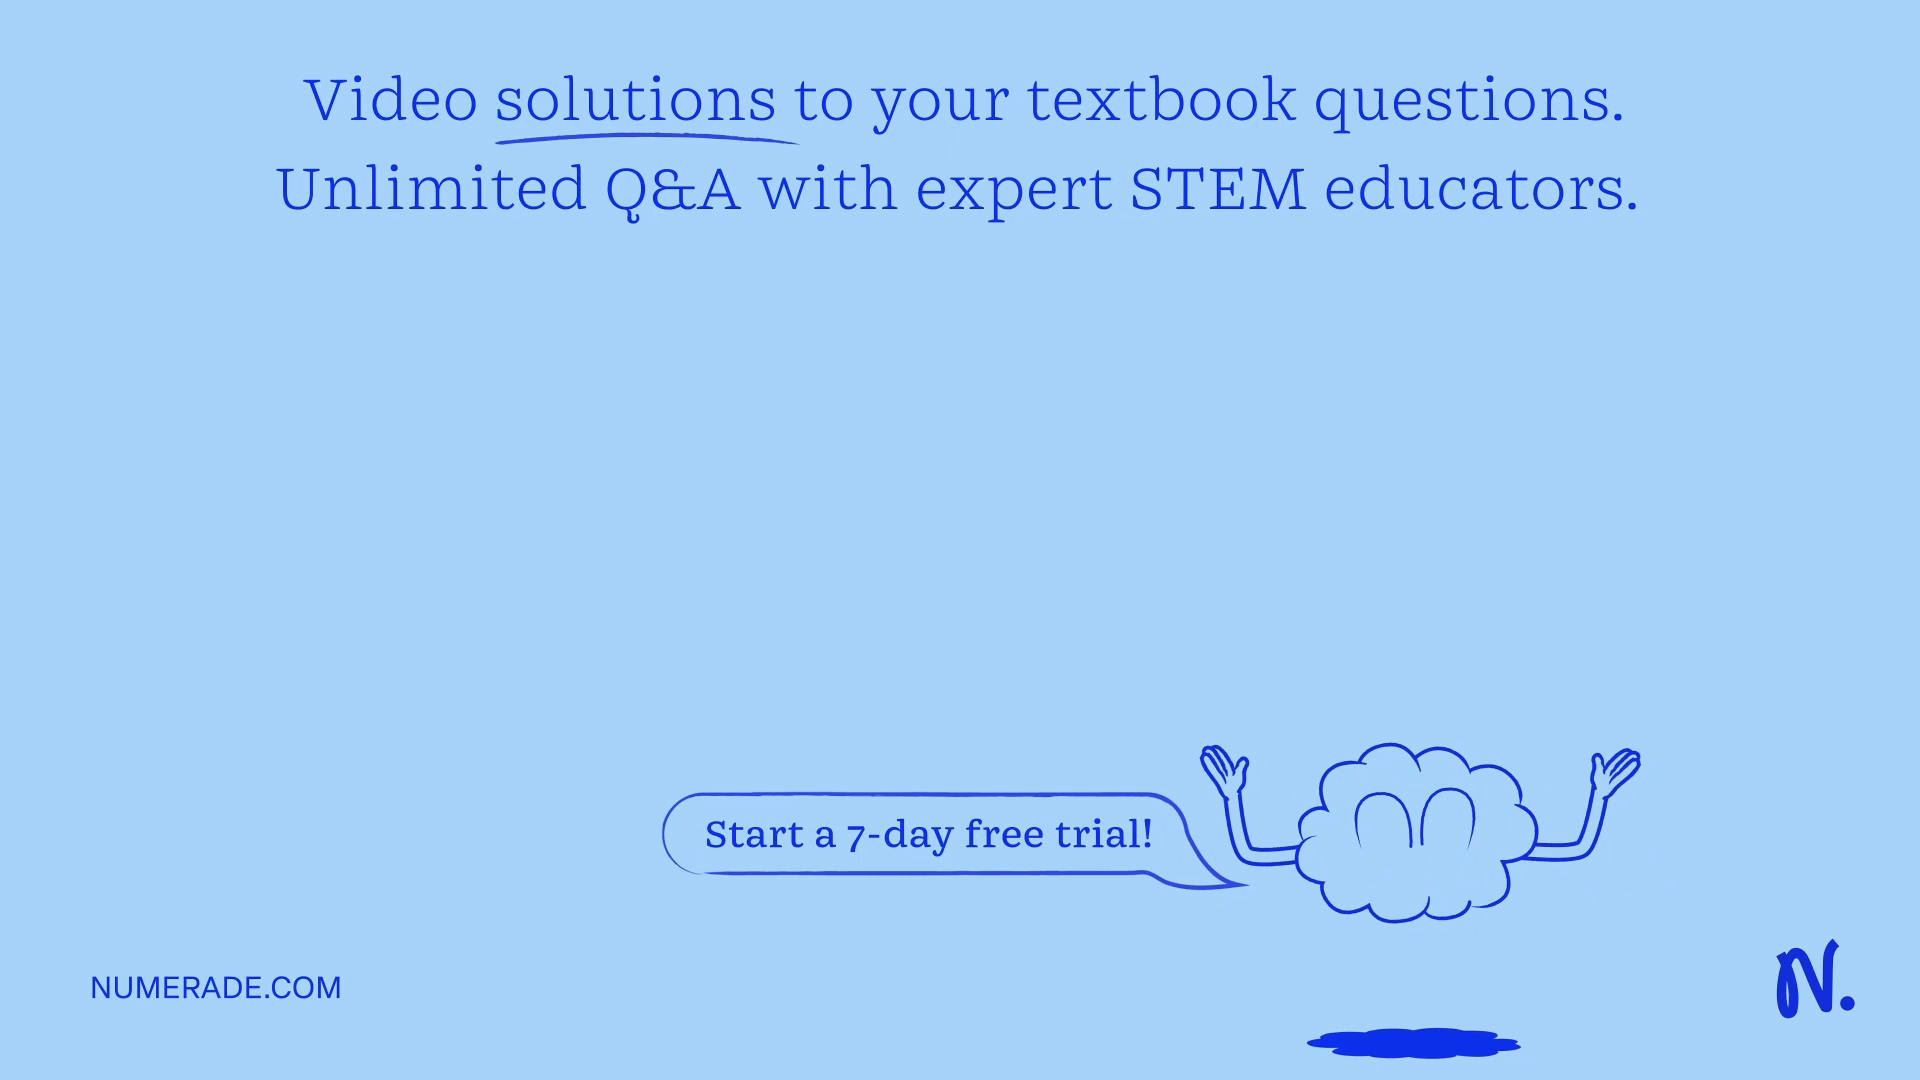 Video solutions to your textbook questions.
Unlimited Q&A with expert STEM educators.
Start a 7-day free trial!
NUMERADE.COM
N.